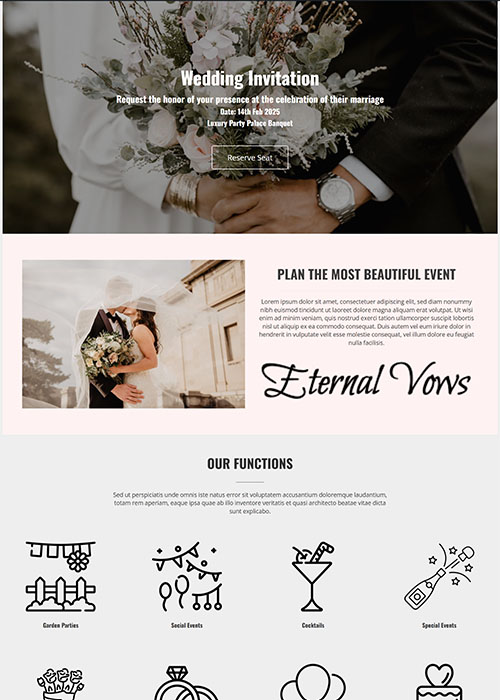 Wedding Invitation
Request the honor of your presence at the celebration of their marriage
Date: 14th Feb 2025
Luxury Party Palace Banquet
Reserve Seat
PLAN THE MOST BEAUTIFUL EVENT
Lorem ipsum dolor sit amet, consectetuer adipiscing elit, sed diam nonummy
nibh euismod tincidunt ut laoreet dolore magna aliquam erat volutpat. Ut wisi
enim ad minim veniam, quis nostrud exerci tation ullamcorper suscipit lobortis
nisl ut aliquip ex ea commodo consequat. Duis autem vel eum iriure dolor in
hendrerit in vulputate velit esse molestie consequat, vel illum dolore eu feugiat
nulla facilisis.
Eternal Vows
OUR FUNCTIONS
Sed ut perspiciatis unde omnis iste natus error sit voluptatem accusantium doloremque laudantium,
totam rem aperiam, eaque ipsa quae ab illo inventore veritatis et quasi architecto beatae vitae dicta
sunt explicabo.
Garden Parties
Social Events
Cocktails
Special Events